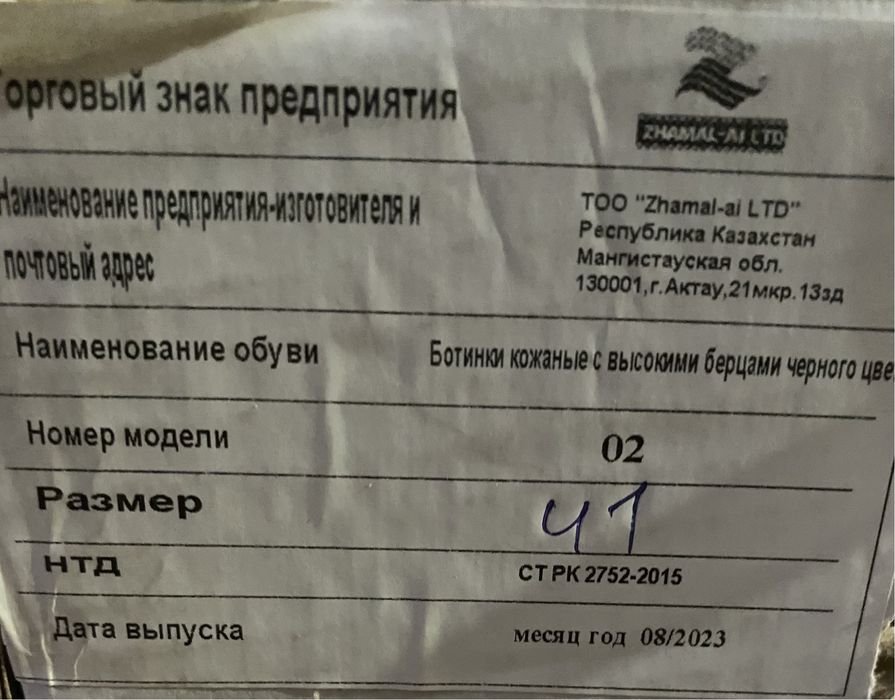 Торговый знак предприятия
ZHAMAL-AI LTD
Наименование предприятия-изготовителя и
почтовый адрес
ТОО "Zhamal-ai LTD"
Республика Казахстан
Мангистауская обл.
130001,г.Актау,21мкр.13зд
Наименование обуви
Ботинки кожаные с высокими берцами черного цве
Номер модели
02
Размер
41
НТД
СТ РК 2752-2015
Дата выпуска
месяц год 08/2023